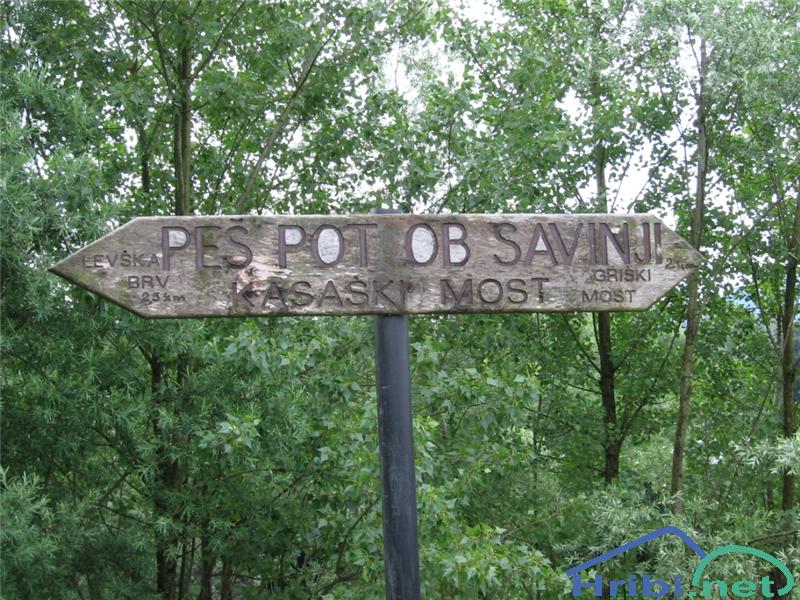 PEŠ POT OB SAVINJI
KASAŠKI MOST
LEVŠKA
BRV
2,5 km
GRIŠKI
MOST
Hribi.net